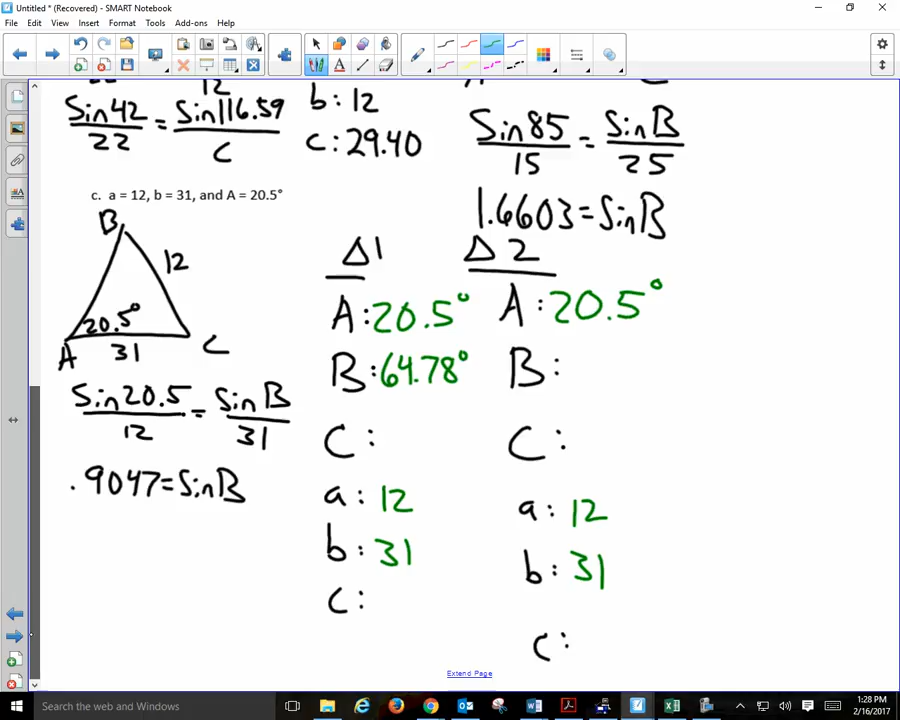 Untitled * (Recovered) - SMART Notebook
File Edit View Insert Format Tools Add-ons Help
Sin42/22 = Sin116.59/C
12
b: 12
c: 29.40
Sin85/15 = SinB/25
1.6603=SinB
c. a = 12, b = 31, and A = 20.5°
B
12
20.5°
A
31
C
Sin20.5/12 = SinB/31
.9047=SinB
Δ1
A: 20.5°
B: 64.78°
C:
a: 12
b: 31
C:
Δ 2
A: 20.5°
B:
C:
a: 12
b: 31
C:
Extend Page
Search the web and Windows
1:28 PM
2/16/2017